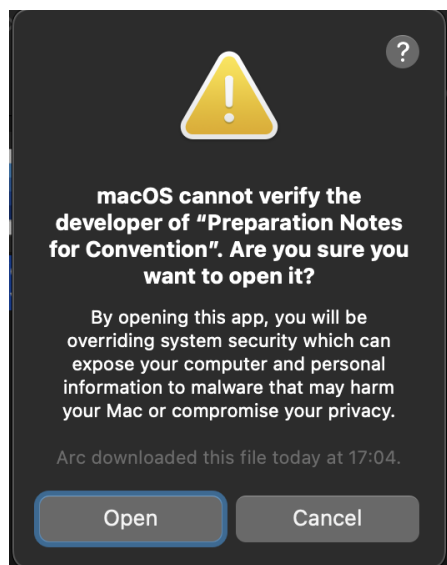 ?
macOS cannot verify the
developer of “Preparation Notes
for Convention”. Are you sure you
want to open it?
By opening this app, you will be
overriding system security which can
expose your computer and personal
information to malware that may harm
your Mac or compromise your privacy.
Arc downloaded this file today at 17:04.
Open
Cancel